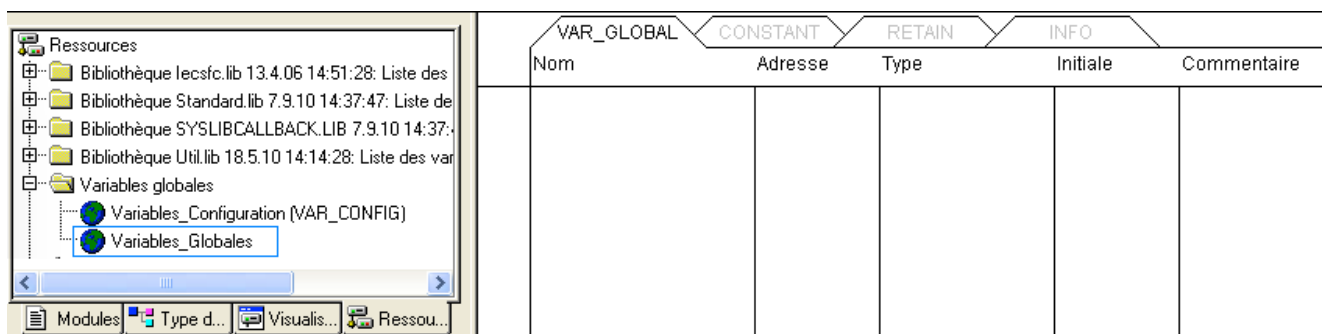 Ressources
Bibliothèque Iecsfc.lib 13.4.06 14:51:28: Liste des
Bibliothèque Standard.lib 7.9.10 14:37:47: Liste de
Bibliothèque SYSLIBCALLBACK.LIB 7.9.10 14:37:
Bibliothèque Util.lib 18.5.10 14:14:28: Liste des var
Variables globales
Variables_Configuration (VAR_CONFIG)
Variables_Globales
Modules Type d... Visualis... Ressou...
VAR_GLOBAL CONSTANT RETAIN INFO
Nom Adresse Type Initiale Commentaire